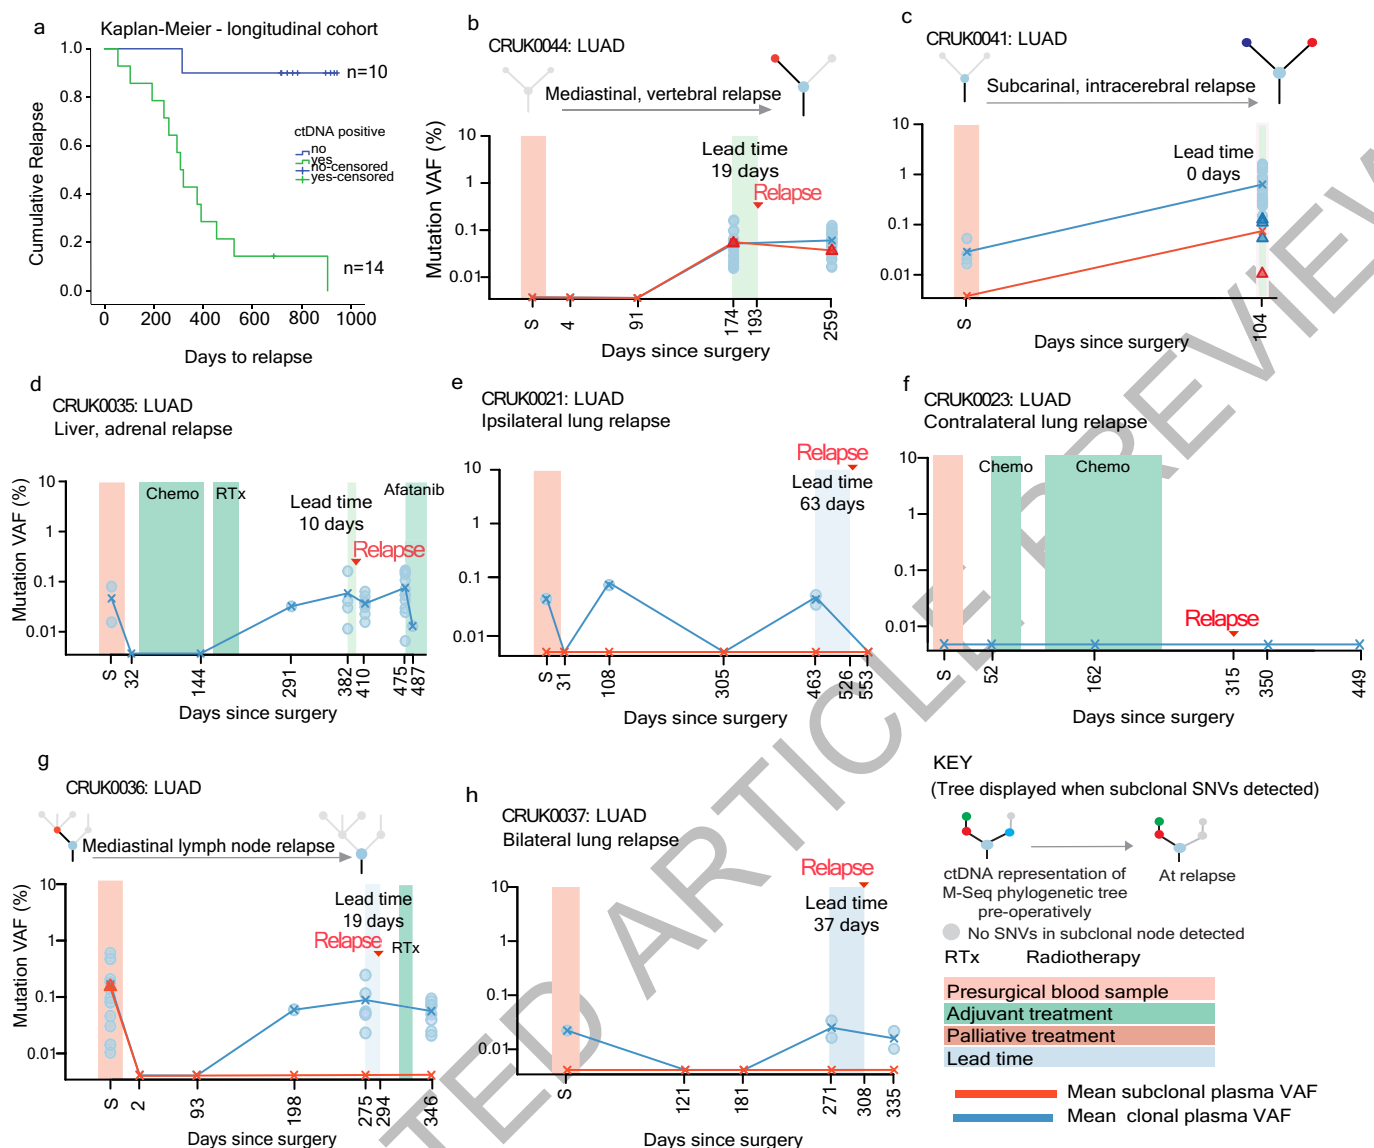 a
Kaplan-Meier - longitudinal cohort
Cumulative Relapse
1.0
0.8
0.6
0.4
0.2
0.0
n=10
ctDNA positive
no
yes
no-censored
yes-censored
n=14
0 200 400 600 800 1000
Days to relapse
b
CRUK0044: LUAD
Mediastinal, vertebral relapse
Mutation VAF (%)
10
1
0.1
0.01
Lead time
19 days
Relapse
S 4 91 174 193 259
Days since surgery
c
CRUK0041: LUAD
Subcarinal, intracerebral relapse
10
1
0.1
0.01
Lead time
0 days
S 104
Days since surgery
d
CRUK0035: LUAD
Liver, adrenal relapse
Mutation VAF (%)
10
1
0.1
0.01
Chemo RTx
Lead time
10 days
Afatanib
Relapse
S 32 144 291 382 410 475 487
Days since surgery
e
CRUK0021: LUAD
Ipsilateral lung relapse
10
1
0.1
0.01
Relapse
Lead time
63 days
S 31 108 305 463 526 553
Days since surgery
f
CRUK0023: LUAD
Contralateral lung relapse
10
1
0.1
0.01
Chemo Chemo
Relapse
S 52 162 315 350 449
Days since surgery
g
CRUK0036: LUAD
Mediastinal lymph node relapse
Mutation VAF (%)
10
1
0.1
0.01
Lead time
19 days
Relapse RTx
S 2 93 198 275 294 346
Days since surgery
h
CRUK0037: LUAD
Bilateral lung relapse
10
1
0.1
0.01
Relapse
Lead time
37 days
S 121 181 271 308 335
Days since surgery
KEY
(Tree displayed when subclonal SNVs detected)
ctDNA representation of
M-Seq phylogenetic tree
pre-operatively
At relapse
No SNVs in subclonal node detected
RTx Radiotherapy
Presurgical blood sample
Adjuvant treatment
Palliative treatment
Lead time
Mean subclonal plasma VAF
Mean clonal plasma VAF
TED ARTICLE PREVIEW